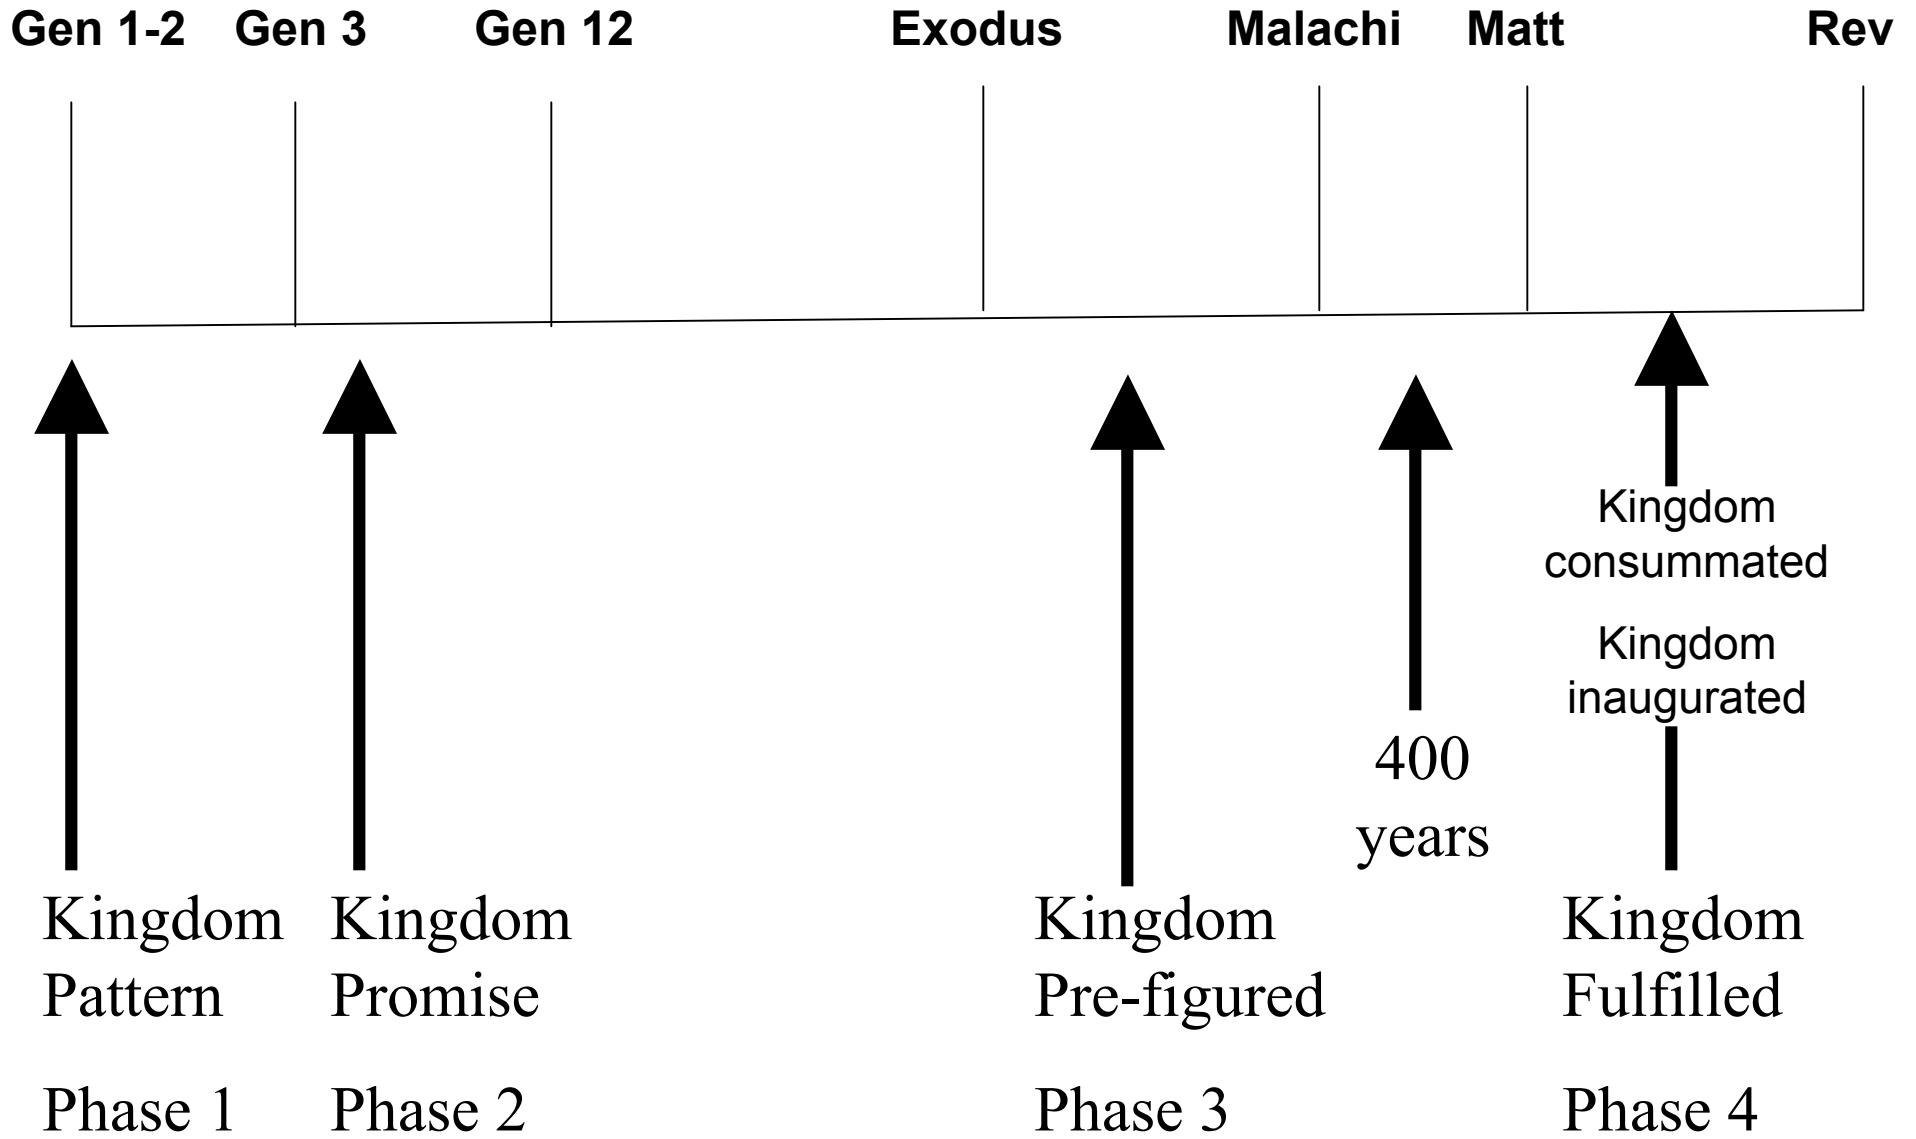 Gen 1-2 Gen 3 Gen 12 Exodus Malachi Matt Rev
Kingdom
consummated
Kingdom
inaugurated
400
years
Kingdom Kingdom Kingdom Kingdom
Pattern Promise Pre-figured Fulfilled
Phase 1 Phase 2 Phase 3 Phase 4